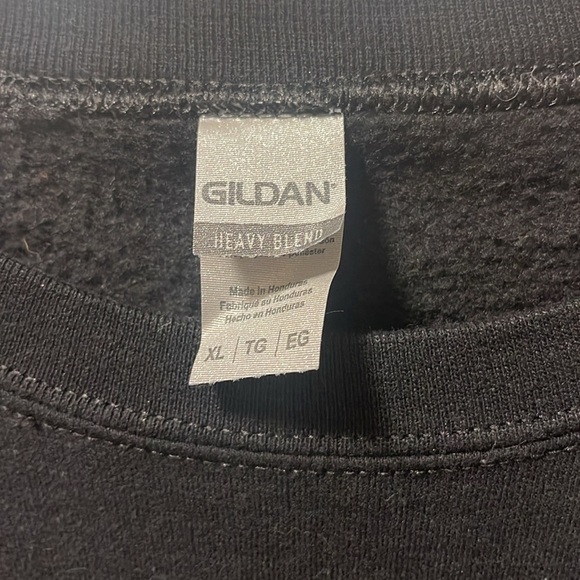 GILDAN®
HEAVY BLEND
Made in Honduras
Fabriqué au Honduras
Hecho en Honduras
XL / TG / EG